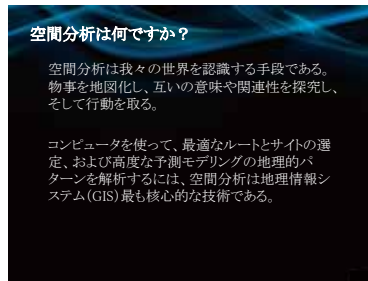 空間分析は何ですか？
空間分析は我々の世界を認識する手段である。
物事を地図化し、互いの意味や関連性を探究し、
そして行動を取る。
コンピュータを使って、最適なルートとサイトの選
定、および高度な予測モデリングの地理的パ
ターンを解析するには、空間分析は地理情報シ
ステム(GIS)最も核心的な技術である。